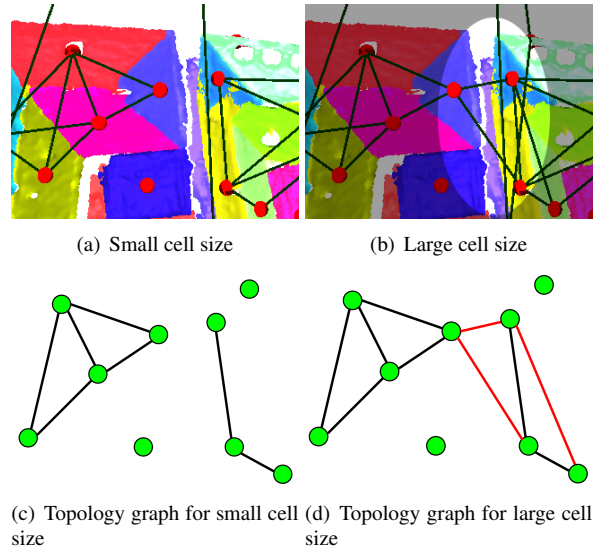 (a) Small cell size
(b) Large cell size
(c) Topology graph for small cell
size
(d) Topology graph for large cell
size